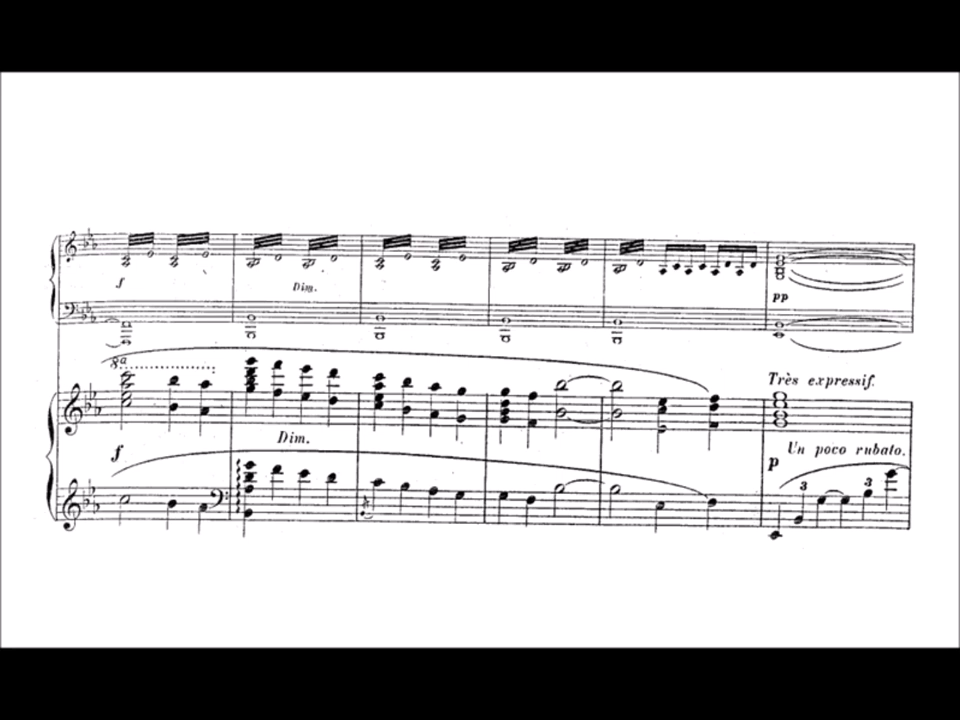 f
Dim.
pp
8a
Très expressif.
f
Dim.
p
Un poco rubato.
3
3